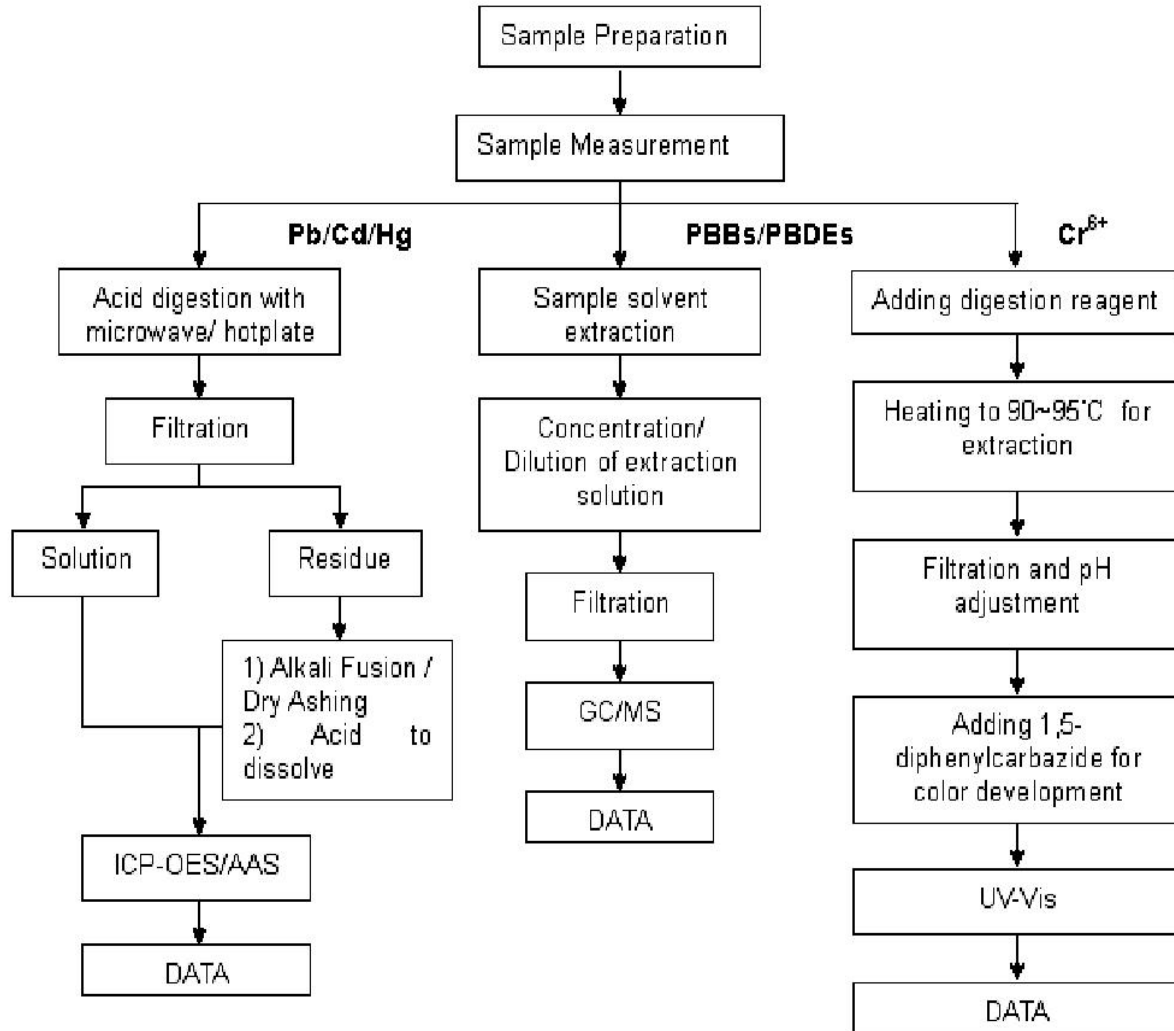 Sample Preparation
Sample Measurement
Pb/Cd/Hg
PBBs/PBDEs
Cr⁶⁺
Acid digestion with
microwave/ hotplate
Filtration
Solution
Residue
1) Alkali Fusion /
Dry Ashing
2) Acid to
dissolve
ICP-OES/AAS
DATA
Sample solvent
extraction
Concentration/
Dilution of extraction
solution
Filtration
GC/MS
DATA
Adding digestion reagent
Heating to 90~95°C for
extraction
Filtration and pH
adjustment
Adding 1,5-
diphenylcarbazide for
color development
UV-Vis
DATA